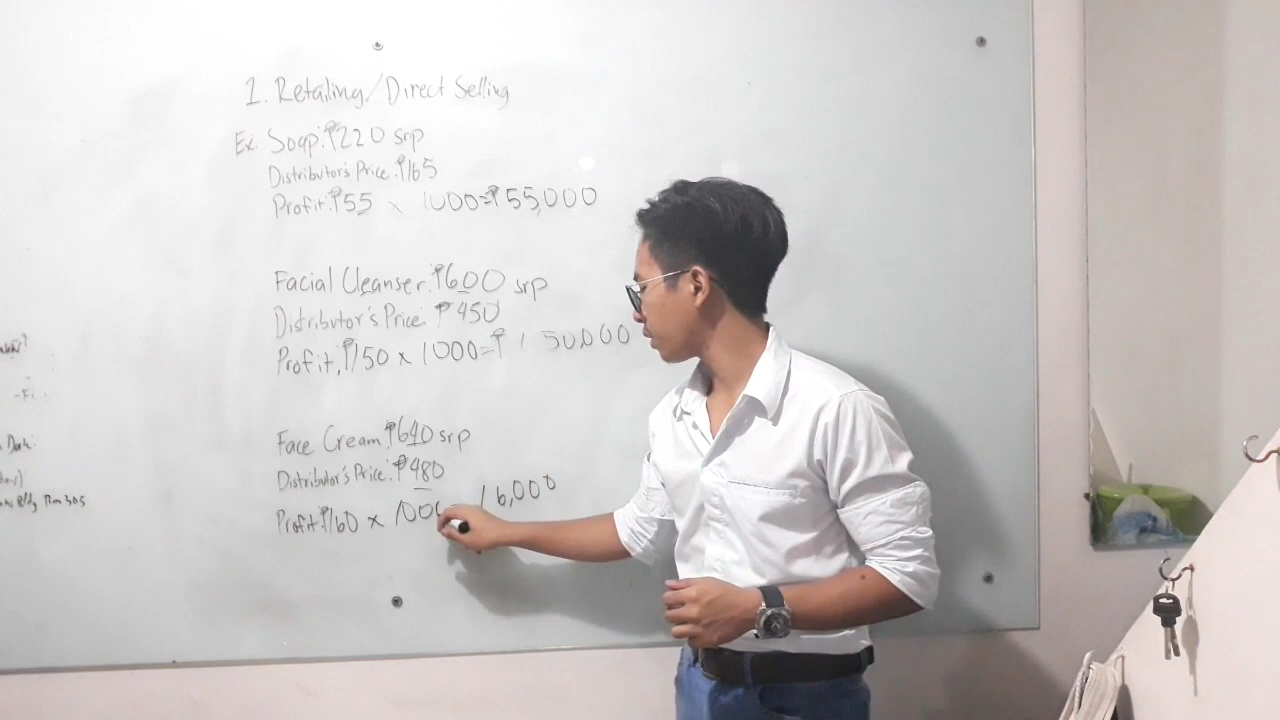 1. Retailing/Direct Selling
Ex. Soap: ₱220 srp
Distributor's Price: ₱165
Profit: ₱55 x 1000=₱55,000
Facial Cleanser: ₱600 srp
Distributor's Price: ₱450
Profit: ₱150 x 1000=₱150,000
Face Cream: ₱640 srp
Distributor's Price: ₱480
Profit: ₱160 x 100 16,000